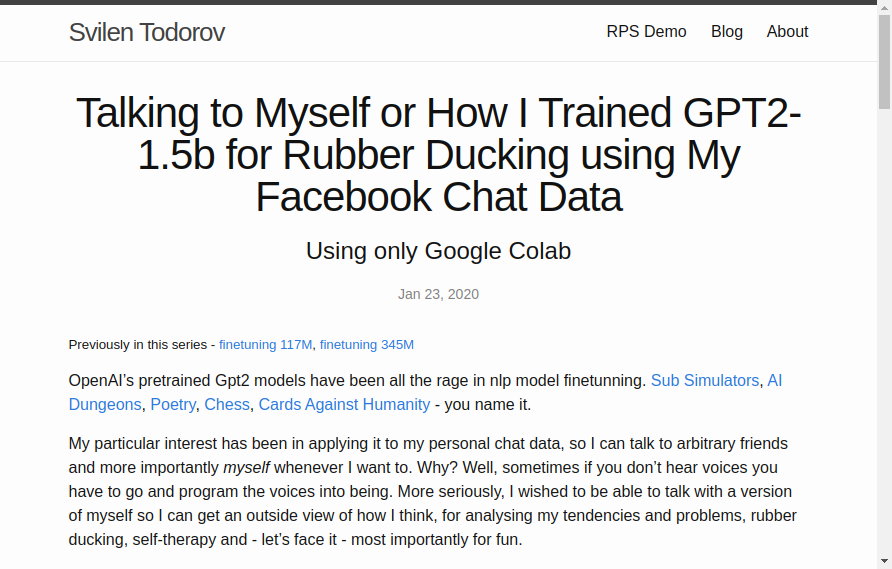 Svilen Todorov
RPS Demo Blog About
Talking to Myself or How I Trained GPT2-
1.5b for Rubber Ducking using My
Facebook Chat Data
Using only Google Colab
Jan 23, 2020
Previously in this series - finetuning 117M, finetuning 345M
OpenAI’s pretrained Gpt2 models have been all the rage in nlp model finetunning. Sub Simulators, AI
Dungeons, Poetry, Chess, Cards Against Humanity - you name it.
My particular interest has been in applying it to my personal chat data, so I can talk to arbitrary friends
and more importantly myself whenever I want to. Why? Well, sometimes if you don’t hear voices you
have to go and program the voices into being. More seriously, I wished to be able to talk with a version
of myself so I can get an outside view of how I think, for analysing my tendencies and problems, rubber
ducking, self-therapy and - let’s face it - most importantly for fun.